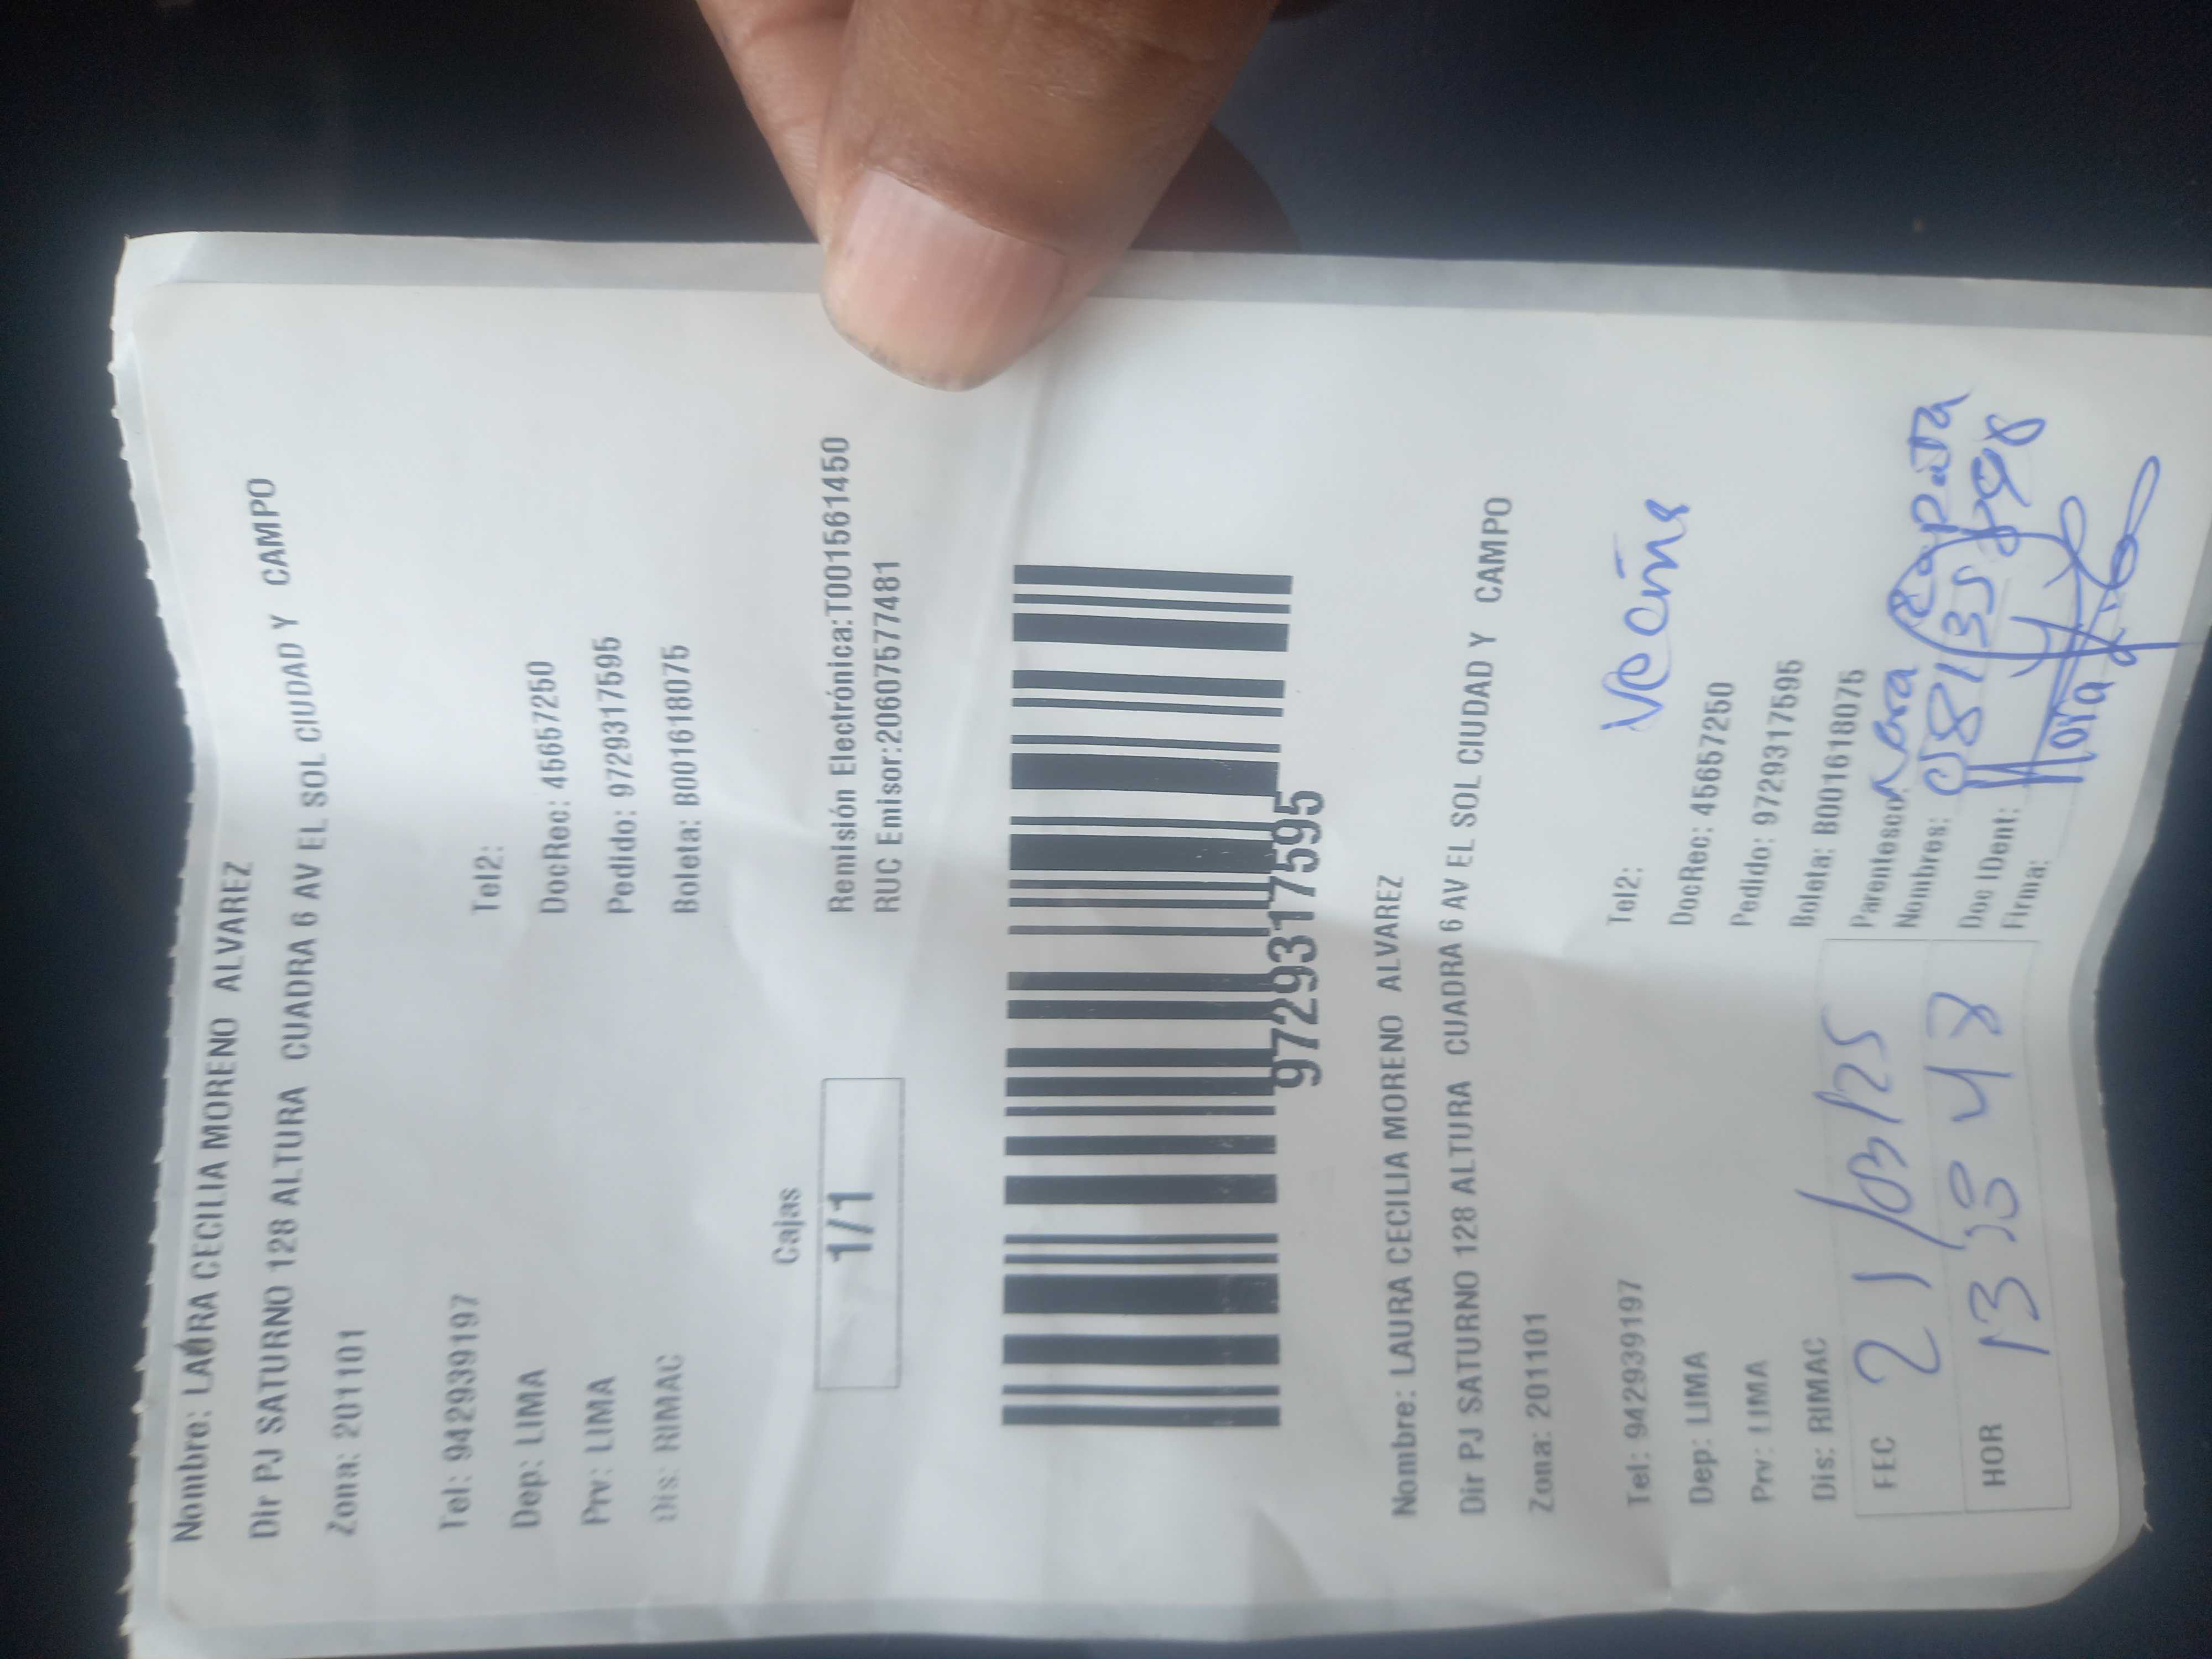 Nombre: LAURA CECILIA MORENO ALVAREZ
Dir PJ SATURNO 128 ALTURA CUADRA 6 AV EL SOL CIUDAD Y CAMPO
Zona: 201101
Tel: 942939197 Tel2:
Dep: LIMA DocRec: 45657250
Prv: LIMA Pedido: 9729317595
Dis: RIMAC Boleta: B001618075
Cajas
1/1
Remisión Electrónica:T001561450
RUC Emisor:20607577481
9729317595
Nombre: LAURA CECILIA MORENO ALVAREZ
Dir PJ SATURNO 128 ALTURA CUADRA 6 AV EL SOL CIUDAD Y CAMPO
Zona: 201101
Vecina
Tel: 942939197 Tel2:
Dep: LIMA DocRec: 45657250
Prv: LIMA Pedido: 9729317595
Dis: RIMAC Boleta: B001618075
FEC 21/03/25
Parentesco:
Nombres: Zapata
HOR 13
Doc IDent:
Firma: